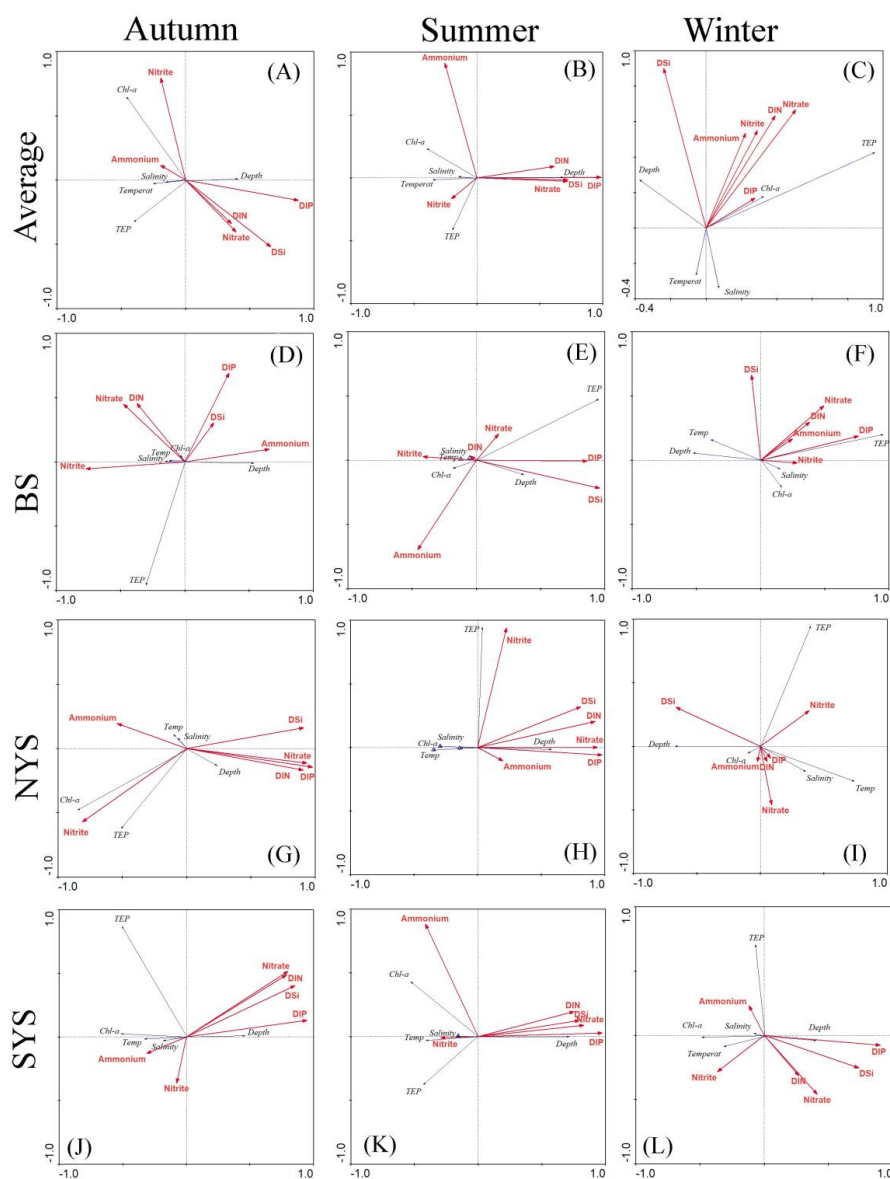 Autumn Summer Winter
Average
1.0
-1.0
-1.0 1.0
(A)
Nitrite
Chl-a
Ammonium
Salinity
Depth
Temperat
TEP
DIP
DIN
Nitrate
DSi
1.0
-1.0
-1.0 1.0
(B)
Ammonium
Chl-a
DIN
Salinity
Depth
Temperat
Nitrate
DSi
DIP
Nitrite
TEP
1.0
-0.4
-0.4 1.0
(C)
DSi
DIN
Nitrate
Ammonium
Nitrite
TEP
Depth
DIP
Chl-a
Temperat
Salinity
BS
1.0
-1.0
-1.0 1.0
(D)
DIP
Nitrate
DIN
DSi
Chl-a
Ammonium
Temp
Salinity
Nitrite
Depth
TEP
1.0
-1.0
(E)
TEP
Nitrate
DIN
Salinity
Nitrite
Temp
DIP
Chl-a
Depth
DSi
Ammonium
1.0
-1.0
(F)
DSi
Nitrate
DIN
Temp
Ammonium
DIP
TEP
Depth
Nitrite
Salinity
Chl-a
NYS
-1.0
-1.0 1.0
Ammonium
Temp
Salinity
DSi
Nitrate
Depth
DIN
DIP
Chl-a
Nitrite
TEP
(G)
1.0
-1.0
-1.0 1.0
TEP
Nitrite
DSi
DIN
Chl-a
Salinity
Nitrate
Temp
Depth
DIP
Ammonium
(H)
1.0
-1.0
-1.0 1.0
TEP
DSi
Nitrite
Depth
Chl-a
DIP
Ammonium
DIN
Salinity
Temp
Nitrate
(I)
SYS
1.0
-1.0
-1.0 1.0
TEP
Nitrate
DIN
DSi
DIP
Chl-a
Temp
Salinity
Depth
Ammonium
Nitrite
(J)
1.0
-1.0
-1.0 1.0
Ammonium
Chl-a
DIN
DSi
Nitrate
Salinity
Temp
Nitrite
Depth
DIP
TEP
(K)
1.0
-1.0
-1.0 1.0
TEP
Ammonium
Chl-a
Salinity
Depth
Temperat
DIP
Nitrite
DIN
DSi
Nitrate
(L)